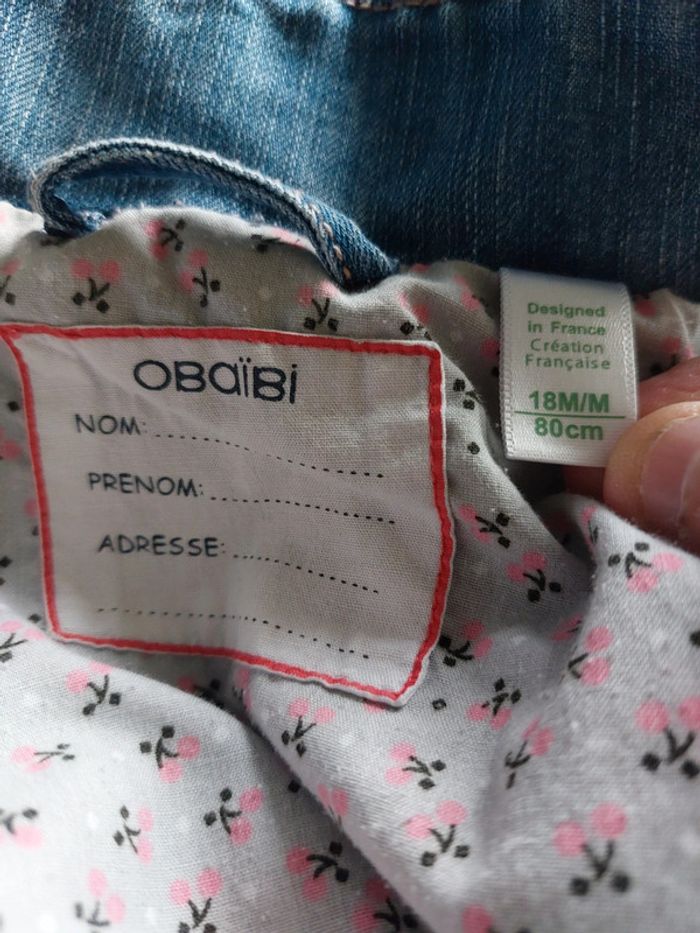 OBaïBi
NOM:
PRENOM:
ADRESSE:
Designed
in France
Création
Française
18M/M
80cm